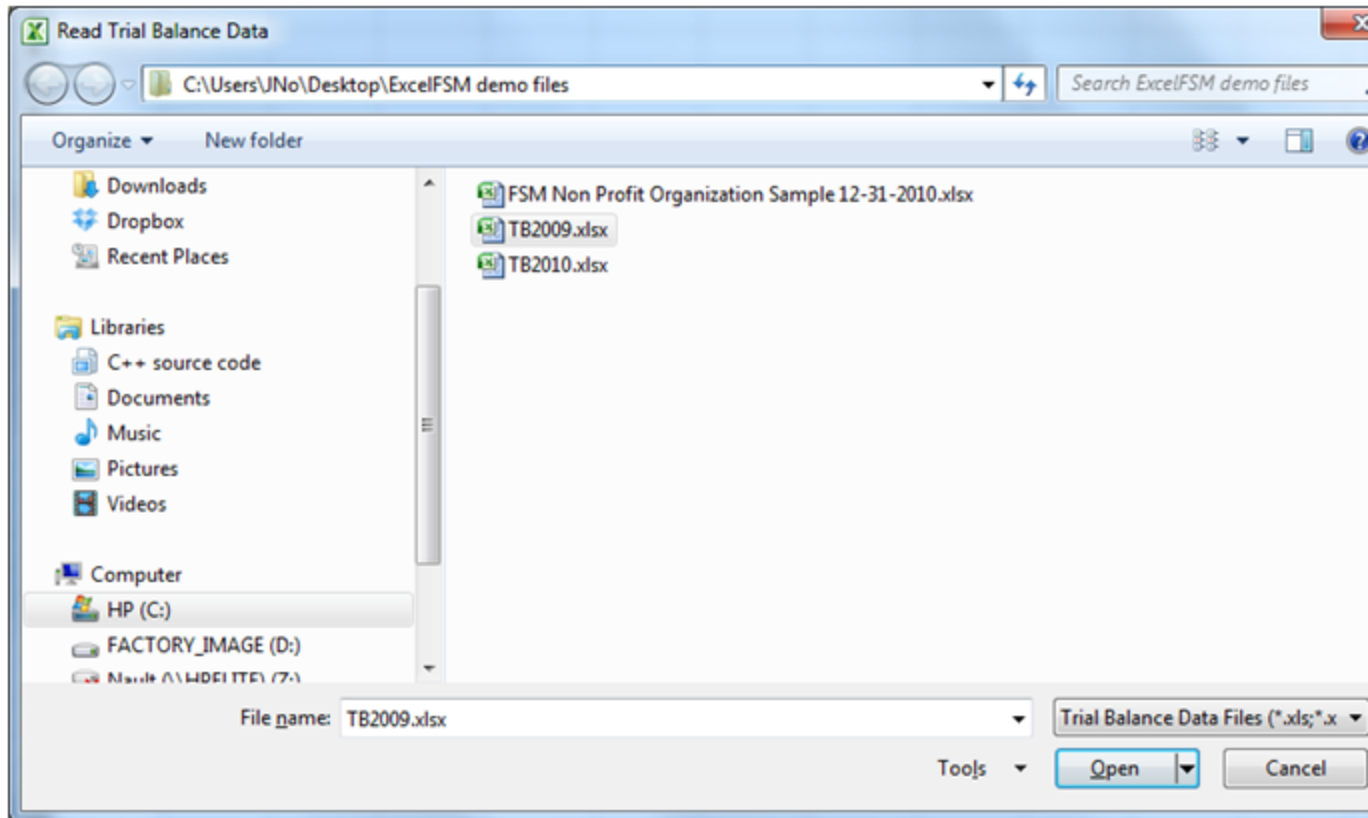 Read Trial Balance Data
C:\Users\JNo\Desktop\ExcelFSM demo files
Search ExcelFSM demo files
Organize
New folder
Downloads
Dropbox
Recent Places
Libraries
C++ source code
Documents
Music
Pictures
Videos
Computer
HP (C:)
FACTORY_IMAGE (D:)
Nault (\\HPELITE) (Z:)
FSM Non Profit Organization Sample 12-31-2010.xlsx
TB2009.xlsx
TB2010.xlsx
File name: TB2009.xlsx
Trial Balance Data Files (*.xls;*.x
Tools
Open
Cancel